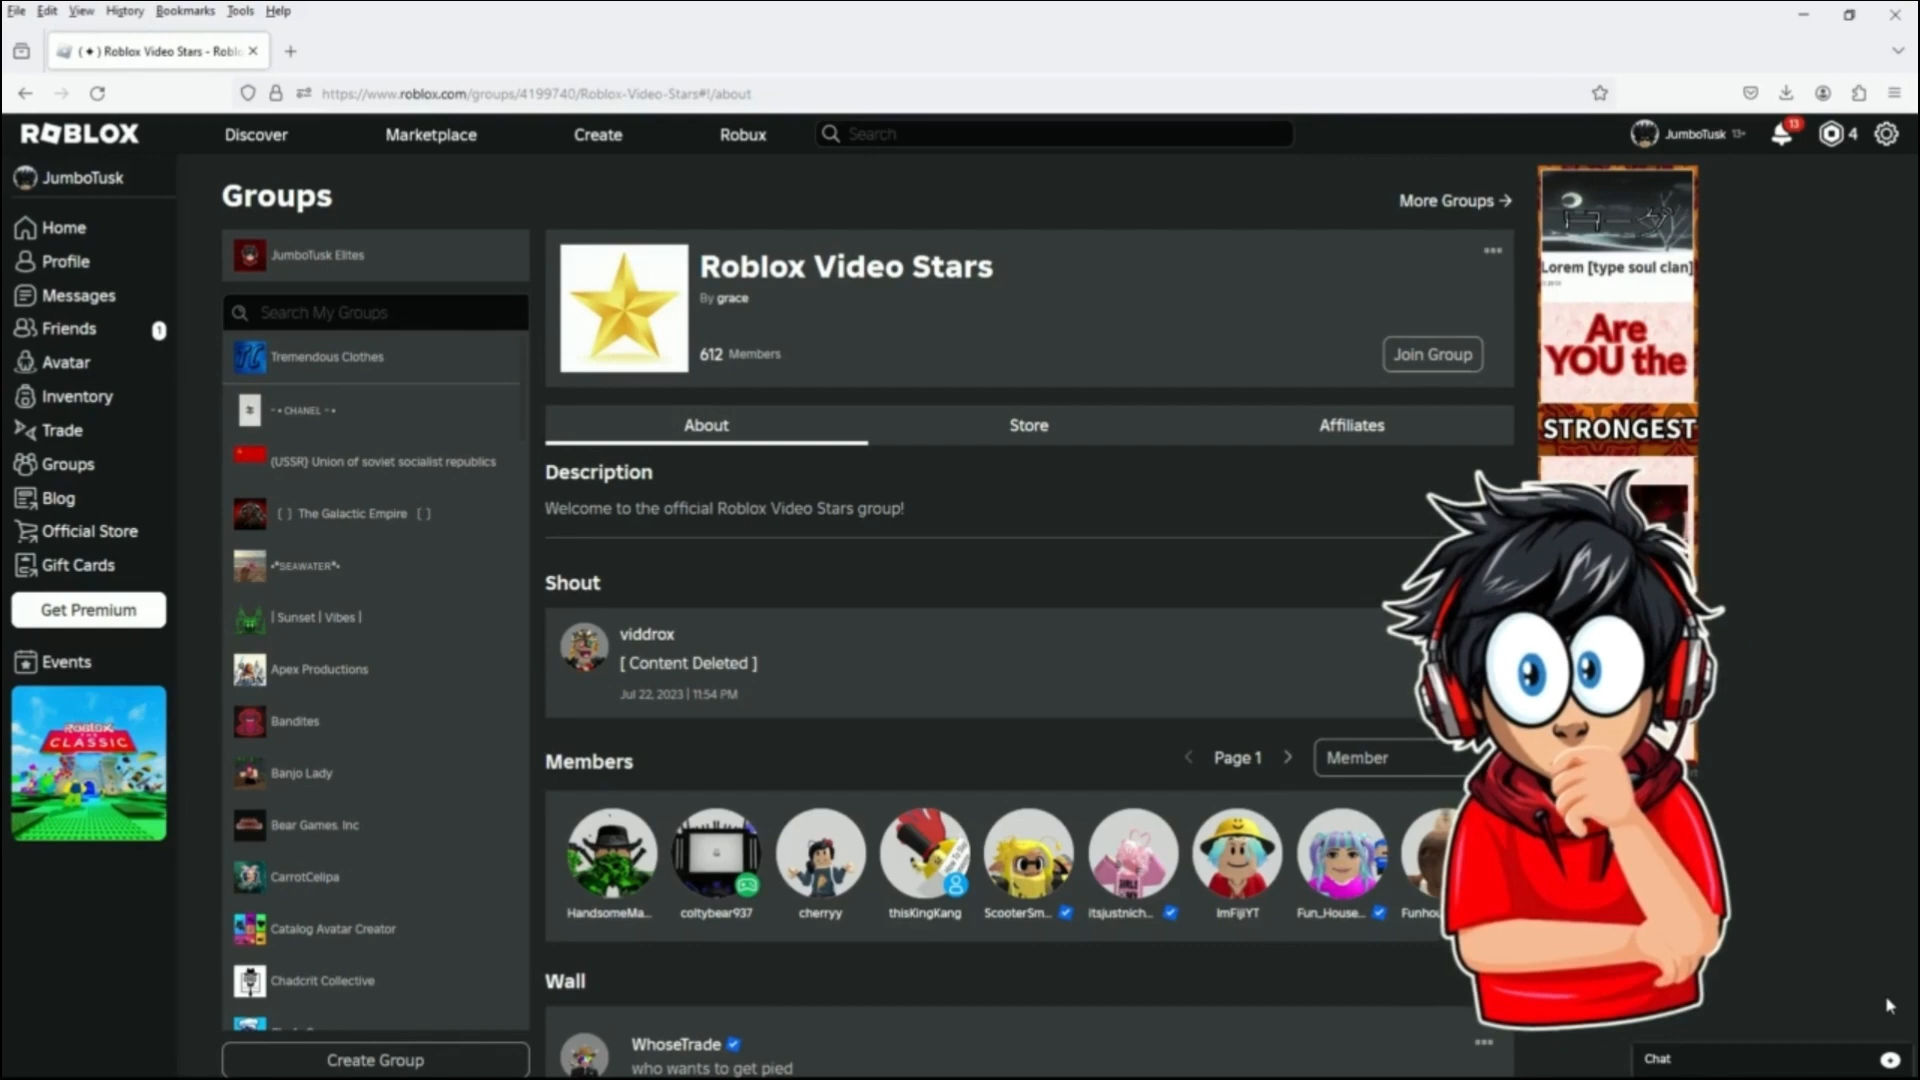 File Edit View History Bookmarks Tools Help
( ✦ ) Roblox Video Stars - Roblo
https://www.roblox.com/groups/4199740/Roblox-Video-Stars#!/about
ROBLOX
Discover
Marketplace
Create
Robux
Search
JumboTusk 13+
13
4
JumboTusk
Home
Profile
Messages
Friends
1
Avatar
Inventory
Trade
Groups
Blog
Official Store
Gift Cards
Get Premium
Events
ROBLOX
THE
CLASSIC
Groups
More Groups →
JumboTusk Elites
Search My Groups
Tremendous Clothes
~ • CHANEL ~ •
(USSR) Union of soviet socialist republics
[ ] The Galactic Empire [ ]
•*SEAWATER*•
| Sunset | Vibes |
Apex Productions
Bandites
Banjo Lady
Bear Games. Inc
CarrotCelipa
Catalog Avatar Creator
Chadcrit Collective
Create Group
Roblox Video Stars
By grace
612 Members
Join Group
About
Store
Affiliates
Description
Welcome to the official Roblox Video Stars group!
Shout
viddrox
[ Content Deleted ]
Jul 22, 2023 | 11:54 PM
Members
Page 1
Member
HandsomeMa...
coltybear937
cherryy
thisKingKang
ScooterSm...
itsjustnich...
ImFijiYT
Fun_House...
Funhou
Wall
WhoseTrade
who wants to get pied
Lorem [type soul clan]
Are
YOU the
STRONGEST
Chat